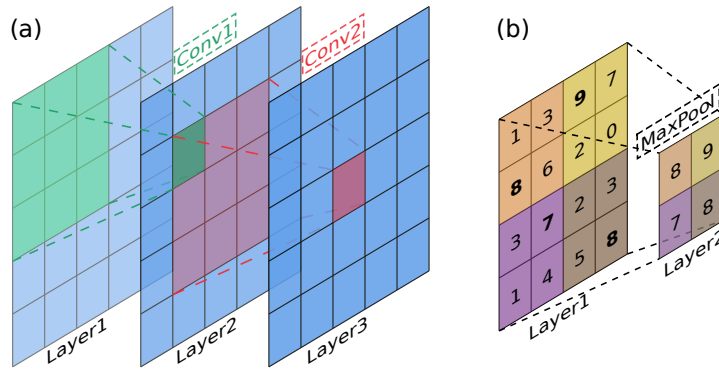 (a)
Conv1
Conv2
Layer1
Layer2
Layer3
(b)
MaxPool
1 3 9 7
8 6 2 0
3 7 2 3
1 4 5 8
8 9
7 8
Layer1
Layer2